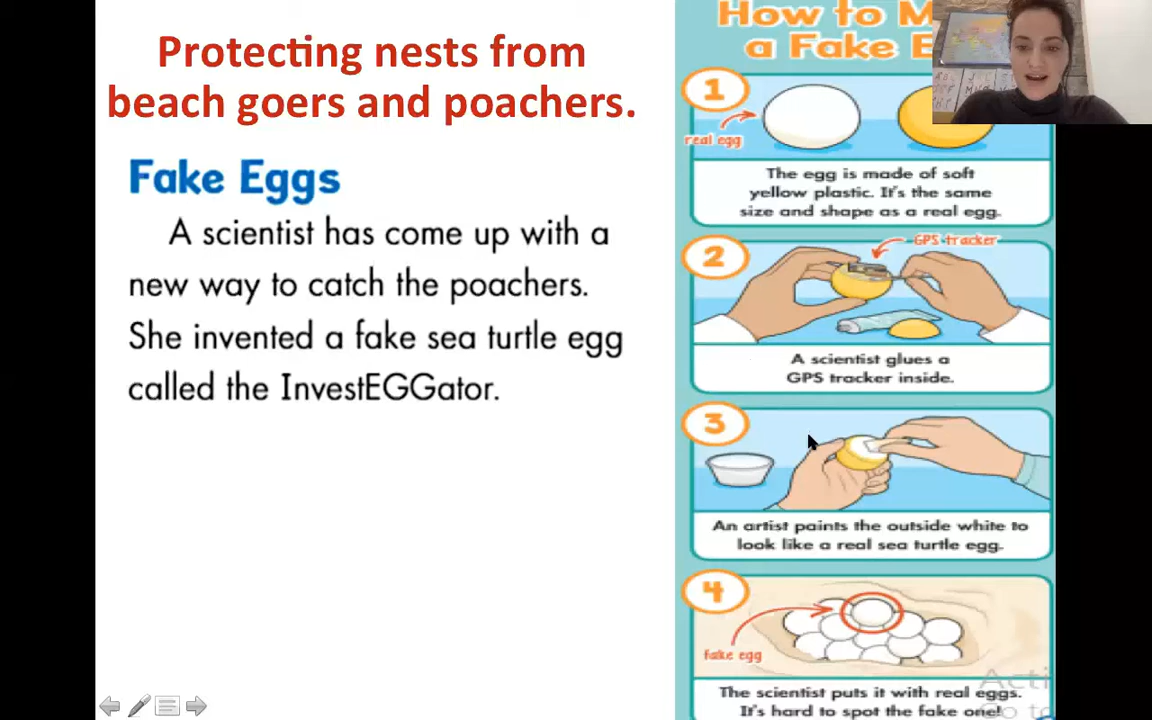 Protecting nests from
beach goers and poachers.
Fake Eggs
A scientist has come up with a
new way to catch the poachers.
She invented a fake sea turtle egg
called the InvestEGGator.
How to M
a Fake E
1
real egg
The egg is made of soft
yellow plastic. It's the same
size and shape as a real egg.
2
GPS tracker
A scientist glues a
GPS tracker inside.
3
An artist paints the outside white to
look like a real sea turtle egg.
4
fake egg
The scientist puts it with real eggs.
It's hard to spot the fake one!
Acti
Go to